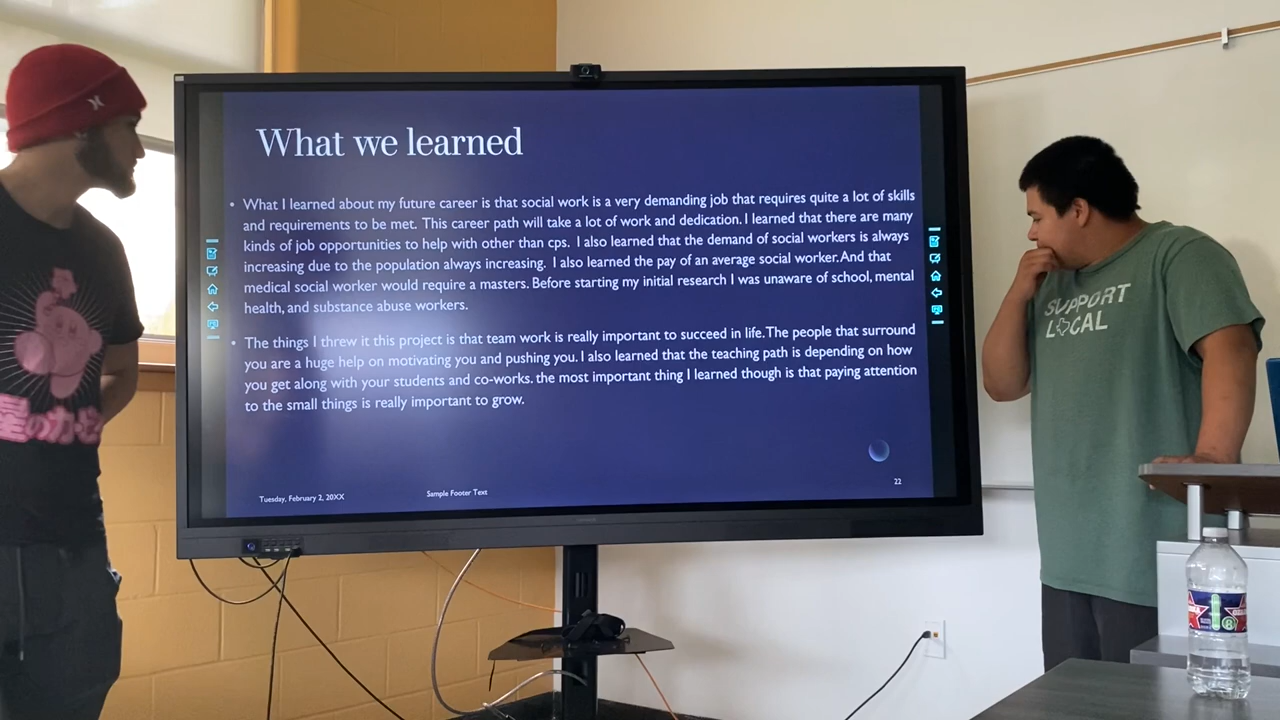 What we learned
• What I learned about my future career is that social work is a very demanding job that requires quite a lot of skills
and requirements to be met. This career path will take a lot of work and dedication. I learned that there are many
kinds of job opportunities to help with other than cps. I also learned that the demand of social workers is always
increasing due to the population always increasing. I also learned the pay of an average social worker. And that
medical social worker would require a masters. Before starting my initial research I was unaware of school, mental
health, and substance abuse workers.
• The things I threw it this project is that team work is really important to succeed in life. The people that surround
you are a huge help on motivating you and pushing you. I also learned that the teaching path is depending on how
you get along with your students and co-works. the most important thing I learned though is that paying attention
to the small things is really important to grow.
Tuesday, February 2, 20XX
Sample Footer Text
22
SUPPORT
LOCAL
星のカービィ